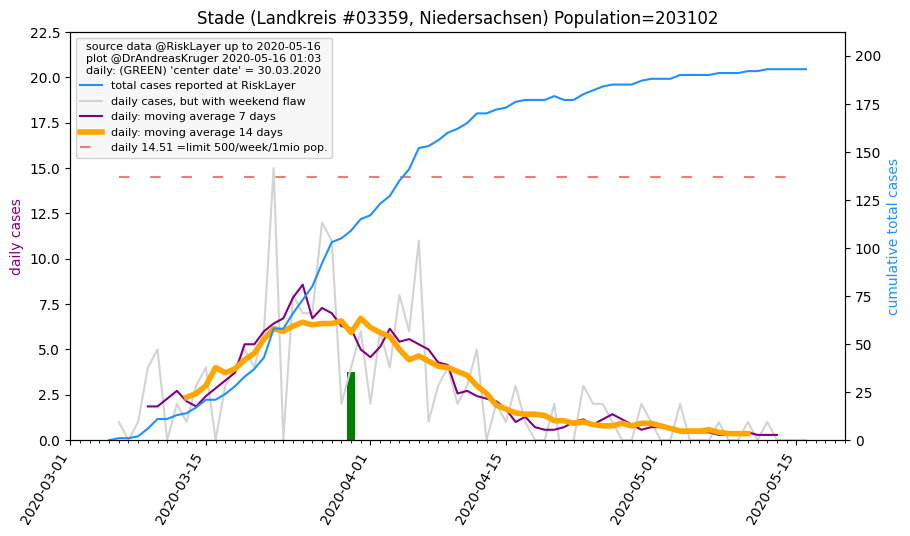 Stade (Landkreis #03359, Niedersachsen) Population=203102
source data @RiskLayer up to 2020-05-16
plot @DrAndreasKruger 2020-05-16 01:03
daily: (GREEN) 'center date' = 30.03.2020
total cases reported at RiskLayer
daily cases, but with weekend flaw
daily: moving average 7 days
daily: moving average 14 days
daily 14.51 =limit 500/week/1mio pop.
daily cases
22.5
20.0
17.5
15.0
12.5
10.0
7.5
5.0
2.5
0.0
200
175
150
125
100
75
50
25
0
cumulative total cases
2020-03-01
2020-03-15
2020-04-01
2020-04-15
2020-05-01
2020-05-15